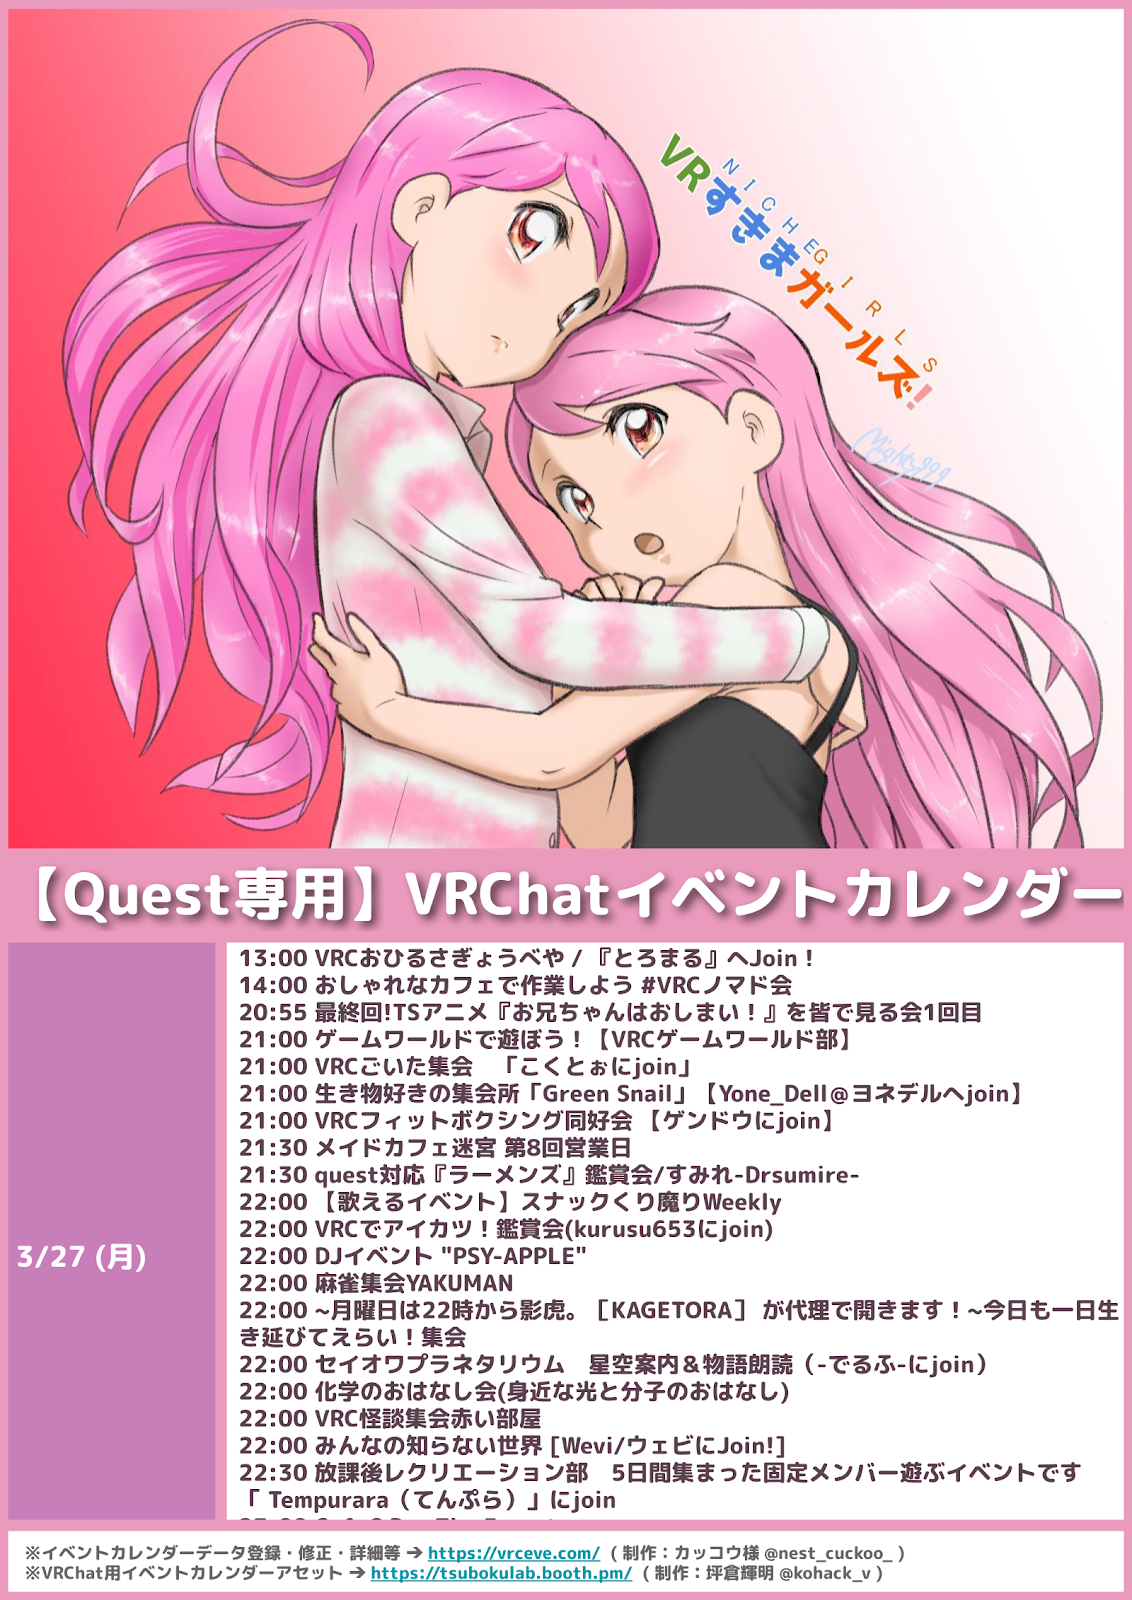 NICHE GIRLS
VRすきまガールズ!
Mighty999
【Quest専用】VRChatイベントカレンダー
3/27 (月)
13:00 VRCおひるさぎょうべや / 『とろまる』へJoin！
14:00 おしゃれなカフェで作業しよう #VRCノマド会
20:55 最終回!TSアニメ『お兄ちゃんはおしまい！』を皆で見る会1回目
21:00 ゲームワールドで遊ぼう！【VRCゲームワールド部】
21:00 VRCごいた集会　「こくとぉにjoin」
21:00 生き物好きの集会所「Green Snail」【Yone_Dell＠ヨネデルへjoin】
21:00 VRCフィットボクシング同好会 【ゲンドウにjoin】
21:30 メイドカフェ迷宮 第8回営業日
21:30 quest対応『ラーメンズ』鑑賞会/すみれ-Drsumire-
22:00 【歌えるイベント】スナックくり魔りWeekly
22:00 VRCでアイカツ！鑑賞会(kurusu653にjoin)
22:00 DJイベント "PSY-APPLE"
22:00 麻雀集会YAKUMAN
22:00 ~月曜日は22時から影虎。［KAGETORA］ が代理で開きます！~今日も一日生
き延びてえらい！集会
22:00 セイオワプラネタリウム　星空案内＆物語朗読（-でるふ-にjoin）
22:00 化学のおはなし会(身近な光と分子のおはなし)
22:00 VRC怪談集会赤い部屋
22:00 みんなの知らない世界 [Wevi/ウェビにJoin!]
22:30 放課後レクリエーション部　5日間集まった固定メンバー遊ぶイベントです
「 Tempurara（てんぷら）」にjoin
※イベントカレンダーデータ登録・修正・詳細等 ➔ https://vrceve.com/ ( 制作：カッコウ様 @nest_cuckoo_ )
※VRChat用イベントカレンダーアセット ➔ https://tsubokulab.booth.pm/ ( 制作：坪倉輝明 @kohack_v )